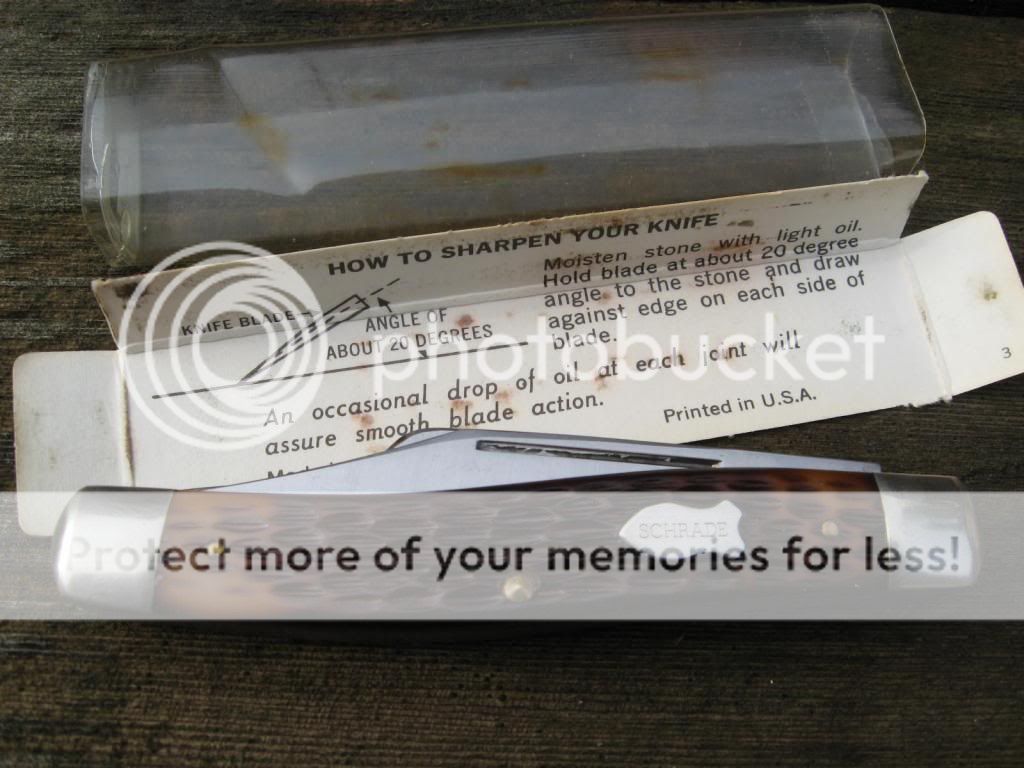 HOW TO SHARPEN YOUR KNIFE
KNIFE BLADE
ANGLE OF
ABOUT 20 DEGREES
Moisten stone with light oil.
Hold blade at about 20 degree
angle to the stone and draw
against edge on each side of
blade.
An occasional drop of oil at each joint will
assure smooth blade action.
Printed in U.S.A.
3
photobucket
SCHRADE
Protect more of your memories for less!